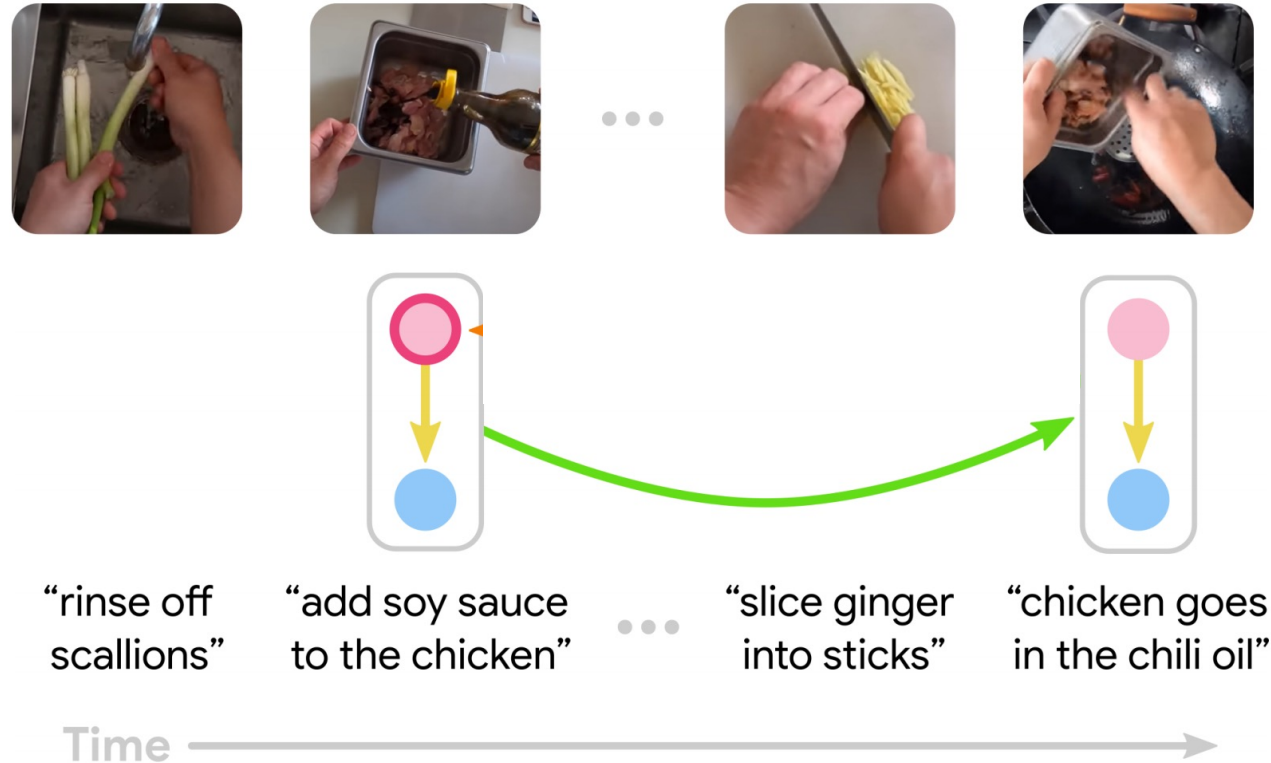 “rinse off
scallions”
“add soy sauce
to the chicken”
“slice ginger
into sticks”
“chicken goes
in the chili oil”
Time